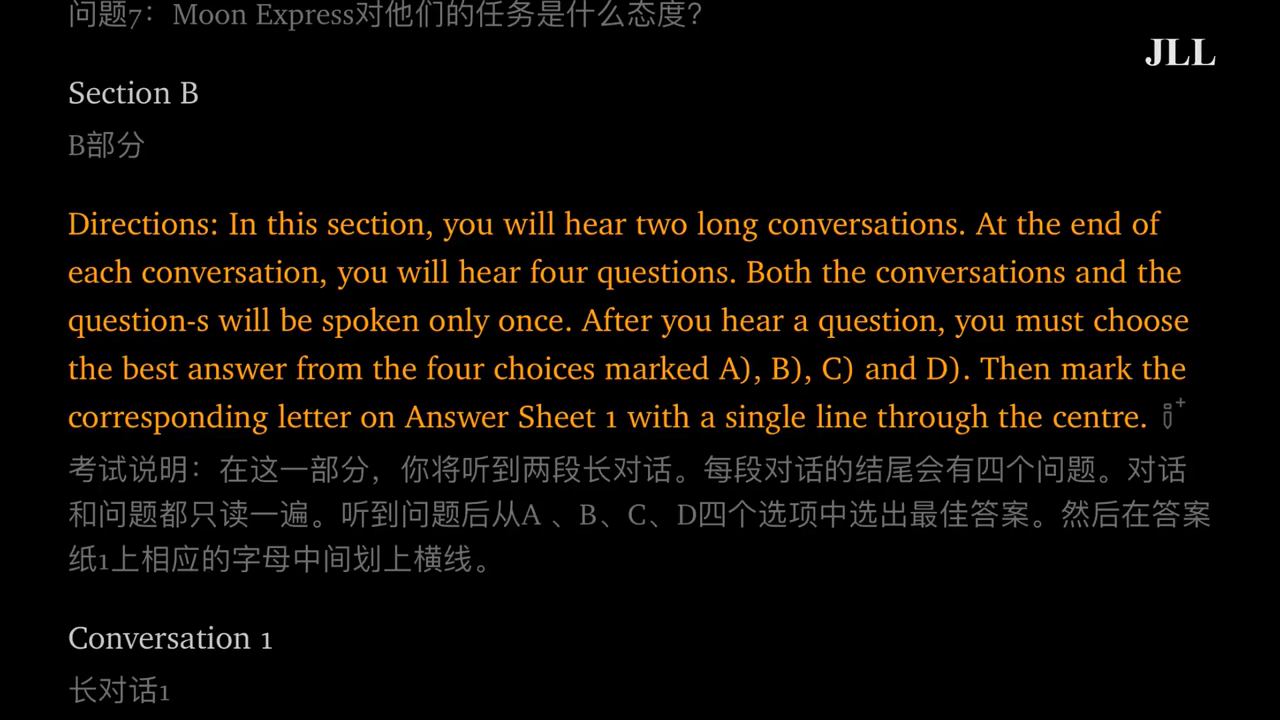 问题7：Moon Express对他们的任务是什么态度？
JLL
Section B
B部分
Directions: In this section, you will hear two long conversations. At the end of
each conversation, you will hear four questions. Both the conversations and the
question-s will be spoken only once. After you hear a question, you must choose
the best answer from the four choices marked A), B), C) and D). Then mark the
corresponding letter on Answer Sheet 1 with a single line through the centre.
考试说明：在这一部分，你将听到两段长对话。每段对话的结尾会有四个问题。对话
和问题都只读一遍。听到问题后从A 、B、C、D四个选项中选出最佳答案。然后在答案
纸1上相应的字母中间划上横线。
Conversation 1
长对话1